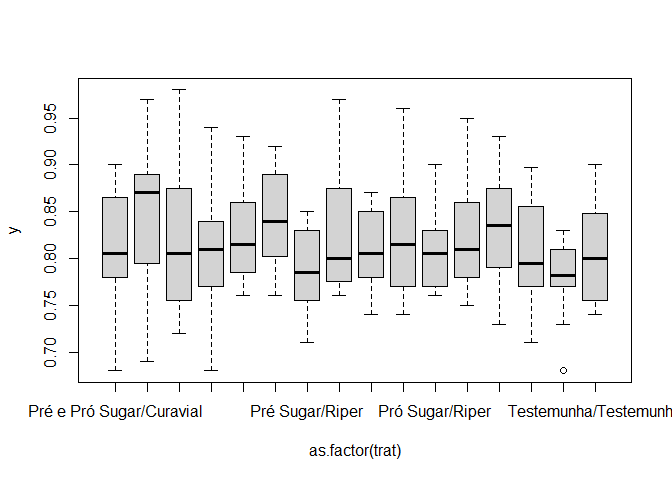 y
0.95
0.90
0.85
0.80
0.75
0.70
Pré e Pró Sugar/Curavial Pré Sugar/Riper Pró Sugar/Riper Testemunha/Testemunh
as.factor(trat)